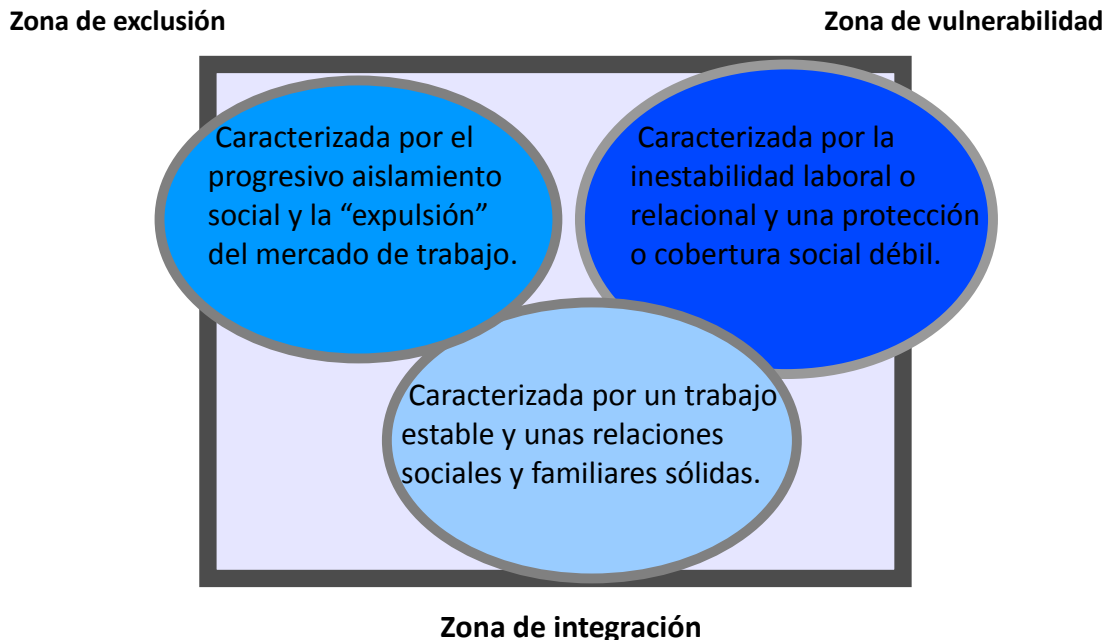 Zona de exclusión
Zona de vulnerabilidad
Caracterizada por el
progresivo aislamiento
social y la “expulsión”
del mercado de trabajo.
Caracterizada por la
inestabilidad laboral o
relacional y una protección
o cobertura social débil.
Caracterizada por un trabajo
estable y unas relaciones
sociales y familiares sólidas.
Zona de integración